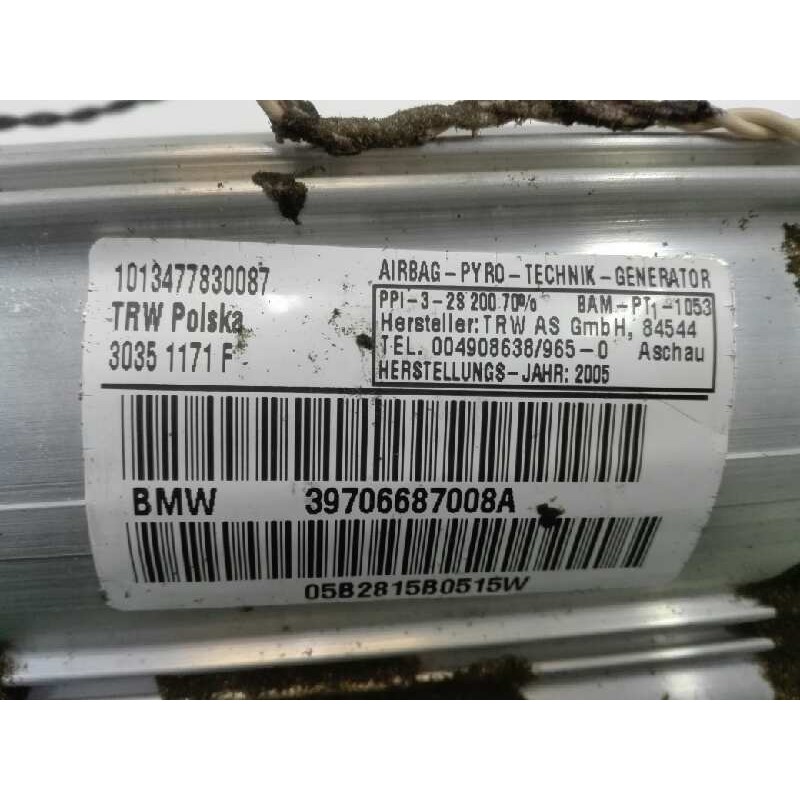 1013477830087
TRW Polska
3035 1171 F
AIRBAG-PYRO-TECHNIK-GENERATOR
PPI-3-2S 200.70% BAM-PT1-1053
Hersteller: TRW AS GmbH, 84544
TEL. 004908638/965-0 Aschau
HERSTELLUNGS-JAHR: 2005
BMW 39706687008A
05B2815B0515W